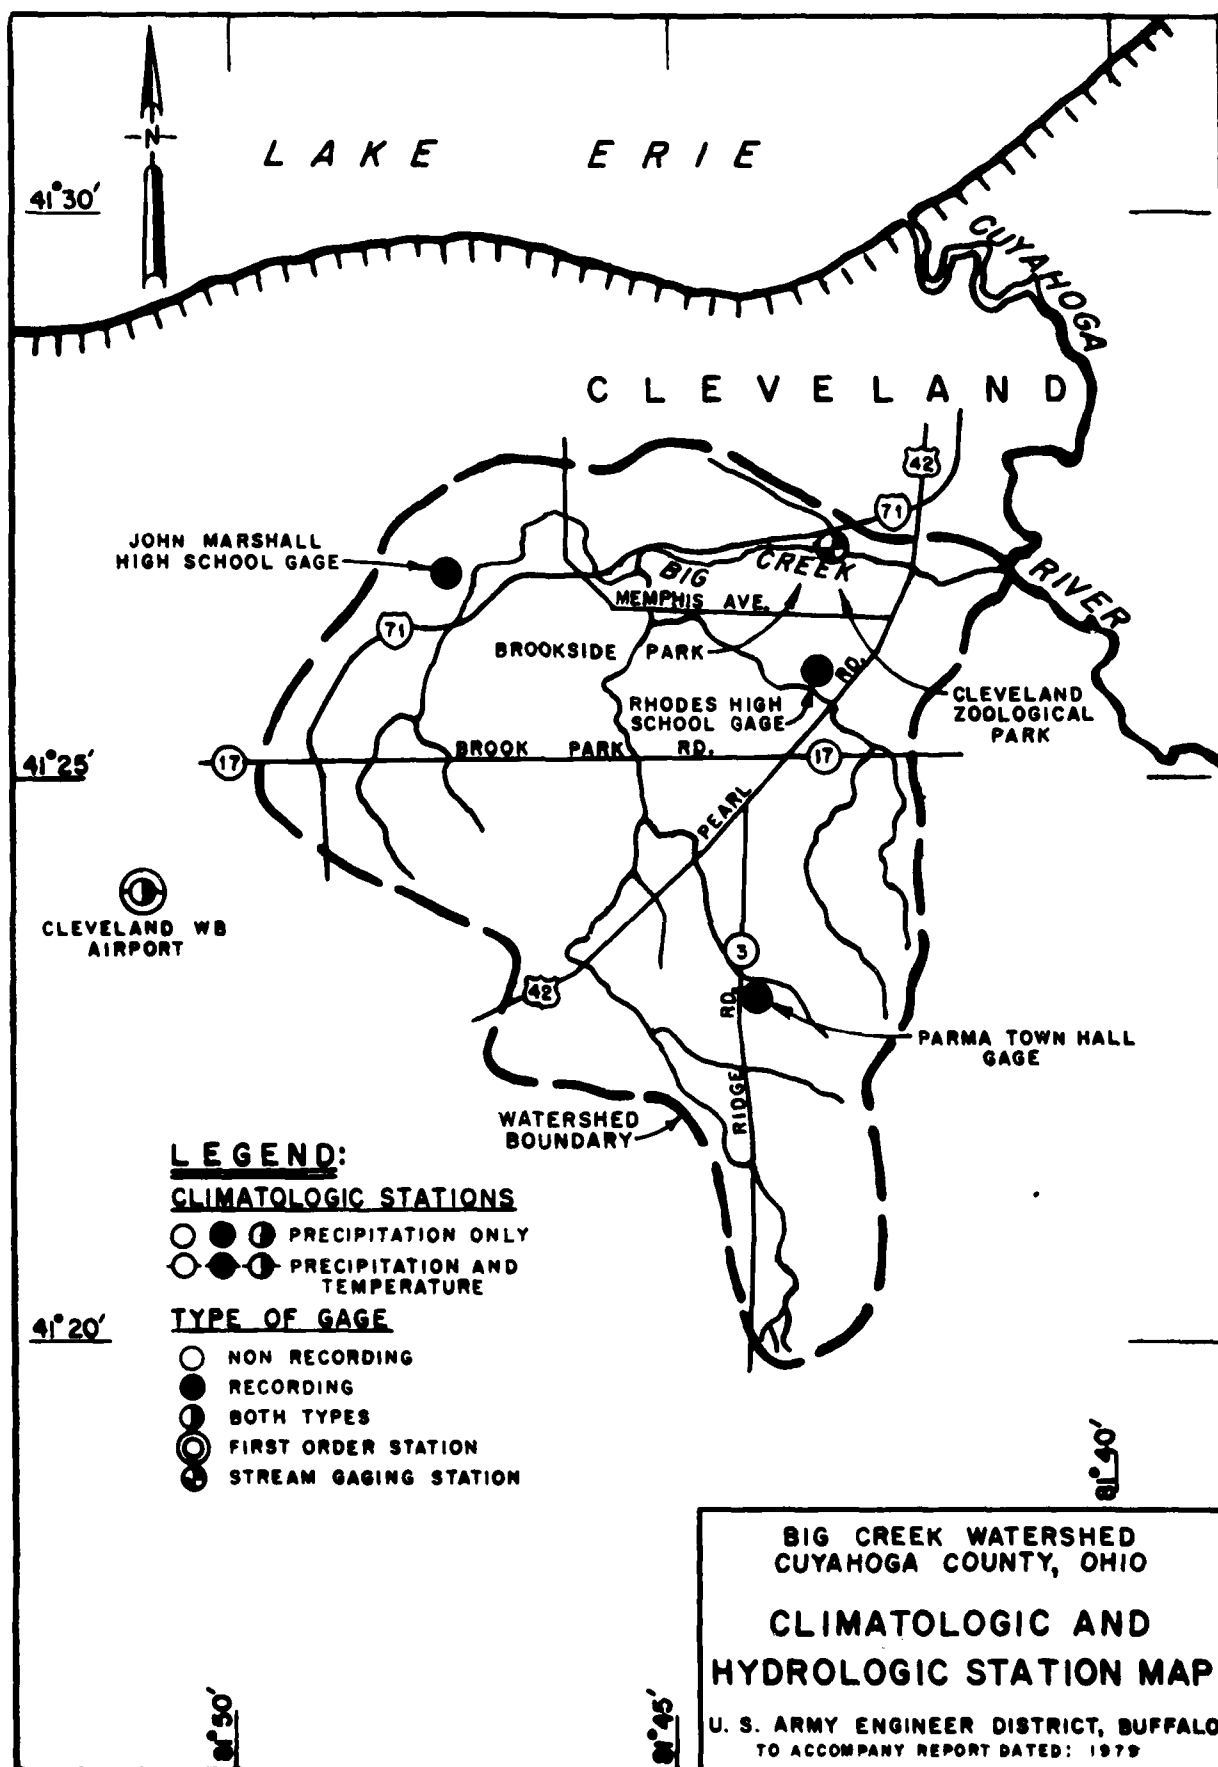 N
LAKE ERIE
41°30'
CUYAHOGA
CLEVELAND
42
71
JOHN MARSHALL
HIGH SCHOOL GAGE
BIG CREEK
RIVER
MEMPHIS AVE.
71
BROOKSIDE PARK
RD.
RHODES HIGH
SCHOOL GAGE
CLEVELAND
ZOOLOGICAL
PARK
41°25'
17
BROOK PARK RD.
17
PEARL
CLEVELAND WB
AIRPORT
3
42
RD.
PARMA TOWN HALL
GAGE
RIDGE
WATERSHED
BOUNDARY
LEGEND:
CLIMATOLOGIC STATIONS
PRECIPITATION ONLY
PRECIPITATION AND
TEMPERATURE
TYPE OF GAGE
41°20'
NON RECORDING
RECORDING
BOTH TYPES
FIRST ORDER STATION
STREAM GAGING STATION
81°40'
BIG CREEK WATERSHED
CUYAHOGA COUNTY, OHIO
CLIMATOLOGIC AND
HYDROLOGIC STATION MAP
U. S. ARMY ENGINEER DISTRICT, BUFFALO
TO ACCOMPANY REPORT DATED: 1979
81°50'
81°45'